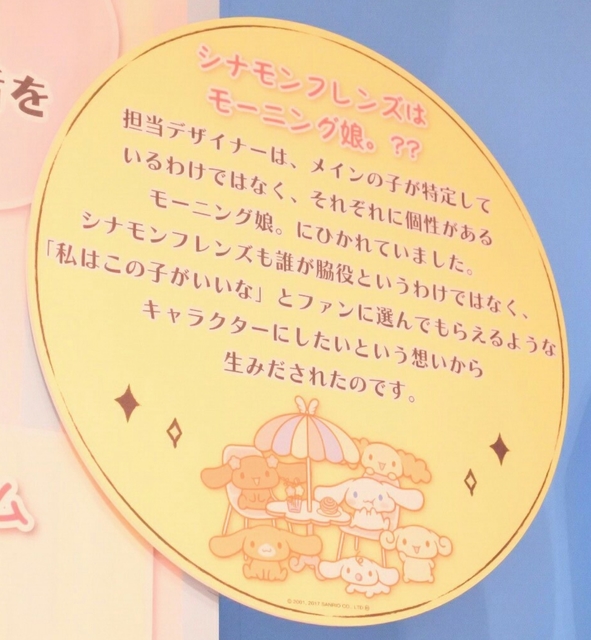 を
シナモンフレンズは
モーニング娘。??
担当デザイナーは、メインの子が特定して
いるわけではなく、それぞれに個性がある
モーニング娘。にひかれていました。
シナモンフレンズも誰が脇役というわけではなく、
「私はこの子がいいな」とファンに選んでもらえるような
キャラクターにしたいという想いから
生みだされたのです。
ム
© 2001, 2017 SANRIO CO., LTD.